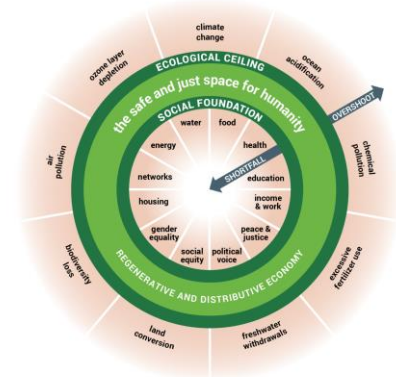 climate
change
ocean
acidification
chemical
pollution
excessive
fertilizer use
freshwater
withdrawals
land
conversion
biodiversity
loss
air
pollution
ozone layer
depletion
OVERSHOOT
ECOLOGICAL CEILING
the safe and just space for humanity
SOCIAL FOUNDATION
water
food
health
SHORTFALL
education
income
& work
peace &
justice
political
voice
social
equity
gender
equality
housing
networks
energy
REGENERATIVE AND DISTRIBUTIVE ECONOMY